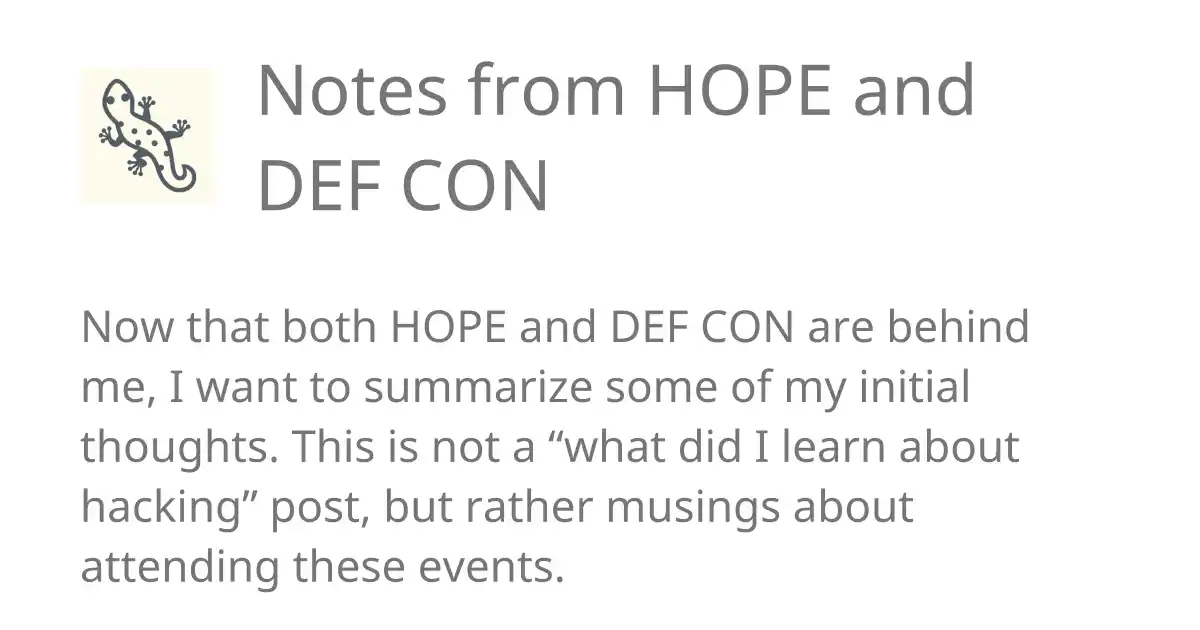 Notes from HOPE and
DEF CON
Now that both HOPE and DEF CON are behind
me, I want to summarize some of my initial
thoughts. This is not a “what did I learn about
hacking” post, but rather musings about
attending these events.